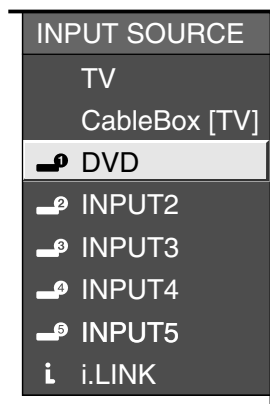 INPUT SOURCE
TV
CableBox [TV]
1 DVD
2 INPUT2
3 INPUT3
4 INPUT4
5 INPUT5
i i.LINK